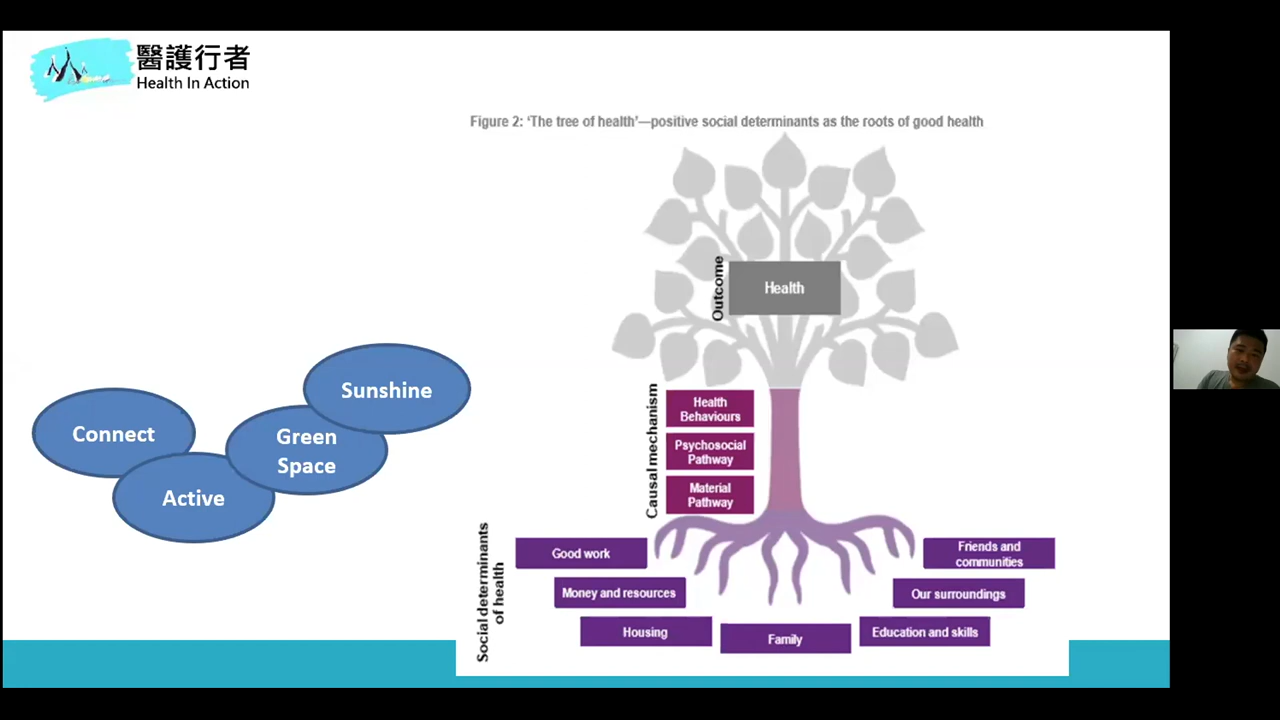 醫護行者
Health In Action
Figure 2: 'The tree of health'—positive social determinants as the roots of good health
Outcome
Health
Sunshine
Connect
Green
Space
Active
Causal mechanism
Health
Behaviours
Psychosocial
Pathway
Material
Pathway
Social determinants
of health
Good work
Money and resources
Housing
Family
Education and skills
Our surroundings
Friends and
communities